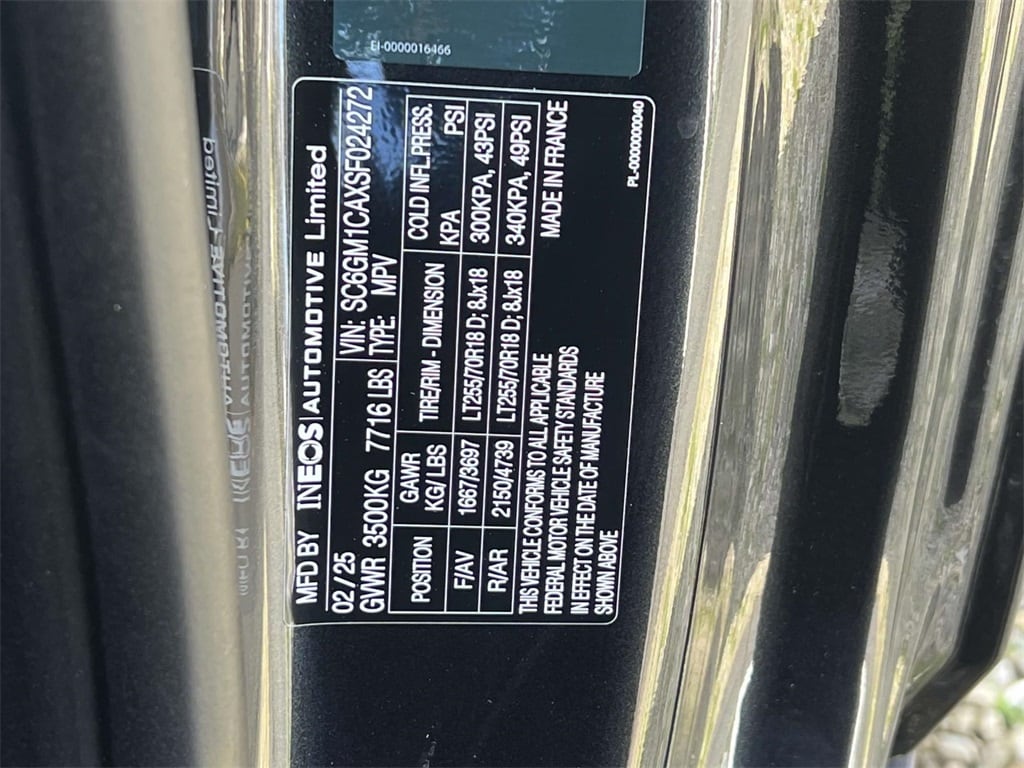 EI-0000016466
MFD BY INEOS|AUTOMOTIVE Limited
02/25 VIN: SC6GM1CAXSF024272
GVWR 3500KG 7716 LBS TYPE: MPV
POSITION GAWR KG/LBS TIRE/RIM - DIMENSION COLD INFL.PRESS. KPA PSI
F/AV 1667/3697 LT255/70R18 D; 8Jx18 300KPA, 43PSI
R/AR 2150/4739 LT255/70R18 D; 8Jx18 340KPA, 49PSI
THIS VEHICLE CONFORMS TO ALL APPLICABLE MADE IN FRANCE
FEDERAL MOTOR VEHICLE SAFETY STANDARDS
IN EFFECT ON THE DATE OF MANUFACTURE
SHOWN ABOVE
PL-0000000040